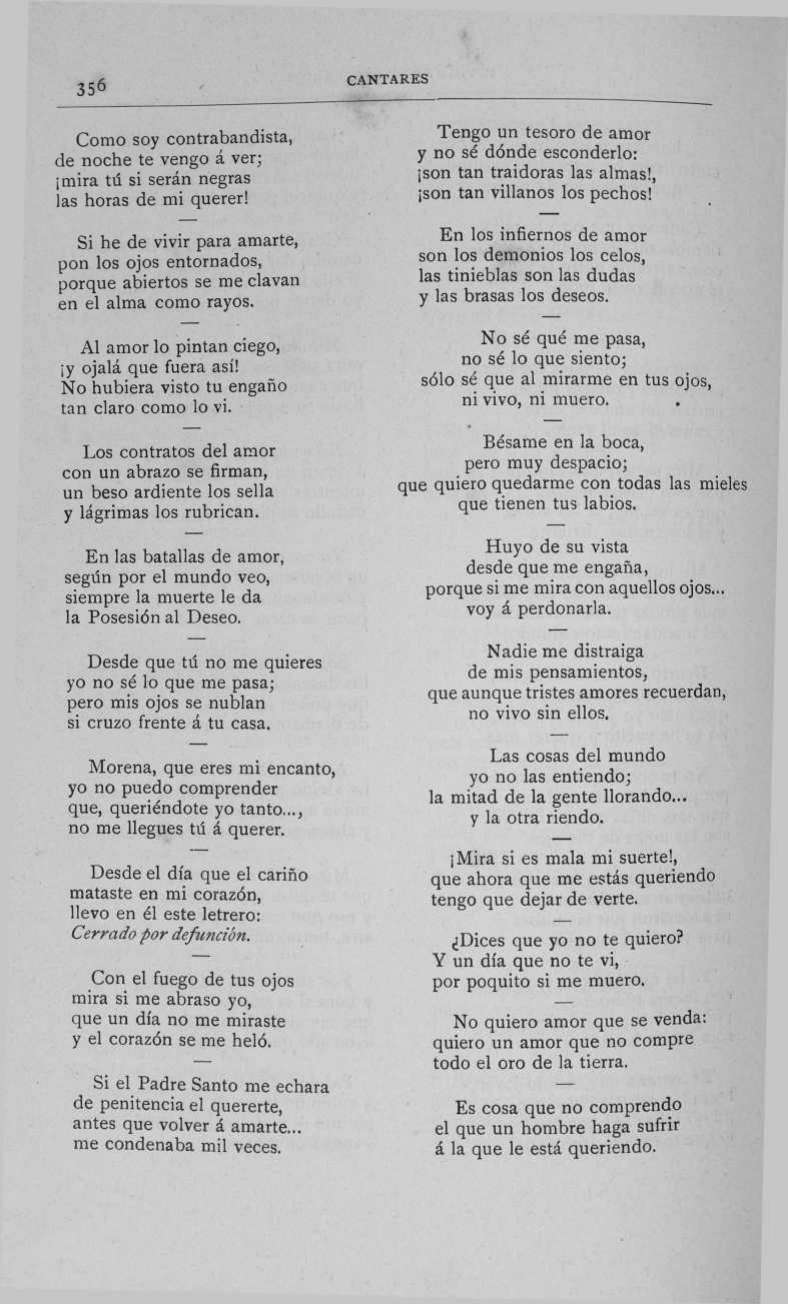 356
CANTARES
Como soy contrabandista,
de noche te vengo á ver;
¡mira tú si serán negras
las horas de mi querer!
—
Si he de vivir para amarte,
pon los ojos entornados,
porque abiertos se me clavan
en el alma como rayos.
—
Al amor lo pintan ciego,
¡y ojalá que fuera así!
No hubiera visto tu engaño
tan claro como lo vi.
—
Los contratos del amor
con un abrazo se firman,
un beso ardiente los sella
y lágrimas los rubrican.
—
En las batallas de amor,
según por el mundo veo,
siempre la muerte le da
la Posesión al Deseo.
—
Desde que tú no me quieres
yo no sé lo que me pasa;
pero mis ojos se nublan
si cruzo frente á tu casa.
—
Morena, que eres mi encanto,
yo no puedo comprender
que, queriéndote yo tanto...,
no me llegues tú á querer.
—
Desde el día que el cariño
mataste en mi corazón,
llevo en él este letrero:
Cerrado por defunción.
—
Con el fuego de tus ojos
mira si me abraso yo,
que un día no me miraste
y el corazón se me heló.
—
Si el Padre Santo me echara
de penitencia el quererte,
antes que volver á amarte...
me condenaba mil veces.
Tengo un tesoro de amor
y no sé dónde esconderlo:
¡son tan traidoras las almas!,
¡son tan villanos los pechos!
—
En los infiernos de amor
son los demonios los celos,
las tinieblas son las dudas
y las brasas los deseos.
—
No sé qué me pasa,
no sé lo que siento;
sólo sé que al mirarme en tus ojos,
ni vivo, ni muero.
—
Bésame en la boca,
pero muy despacio;
que quiero quedarme con todas las mieles
que tienen tus labios.
—
Huyo de su vista
desde que me engaña,
porque si me mira con aquellos ojos...
voy á perdonarla.
—
Nadie me distraiga
de mis pensamientos,
que aunque tristes amores recuerdan,
no vivo sin ellos.
—
Las cosas del mundo
yo no las entiendo;
la mitad de la gente llorando...
y la otra riendo.
—
¡Mira si es mala mi suerte!,
que ahora que me estás queriendo
tengo que dejar de verte.
—
¿Dices que yo no te quiero?
Y un día que no te vi,
por poquito si me muero.
—
No quiero amor que se venda:
quiero un amor que no compre
todo el oro de la tierra.
—
Es cosa que no comprendo
el que un hombre haga sufrir
á la que le está queriendo.